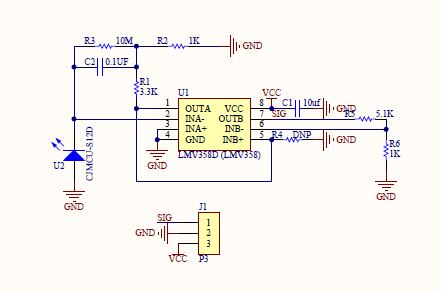 R3 10M R2 1K
GND
C2 0.1UF
R1
3.3K
U1 VCC
C1 10uf
1 OUTA VCC 8 GND
2 INA- OUTB 7 SIG R5 5.1K
3 INA+ INB- 6
4 GND INB+ 5 R4 DNP GND
LMV358D (LMV358)
R6
1K
GND
U2 CJMCU-S12D
GND
GND
J1
SIG 1
GND 2
3
VCC P3